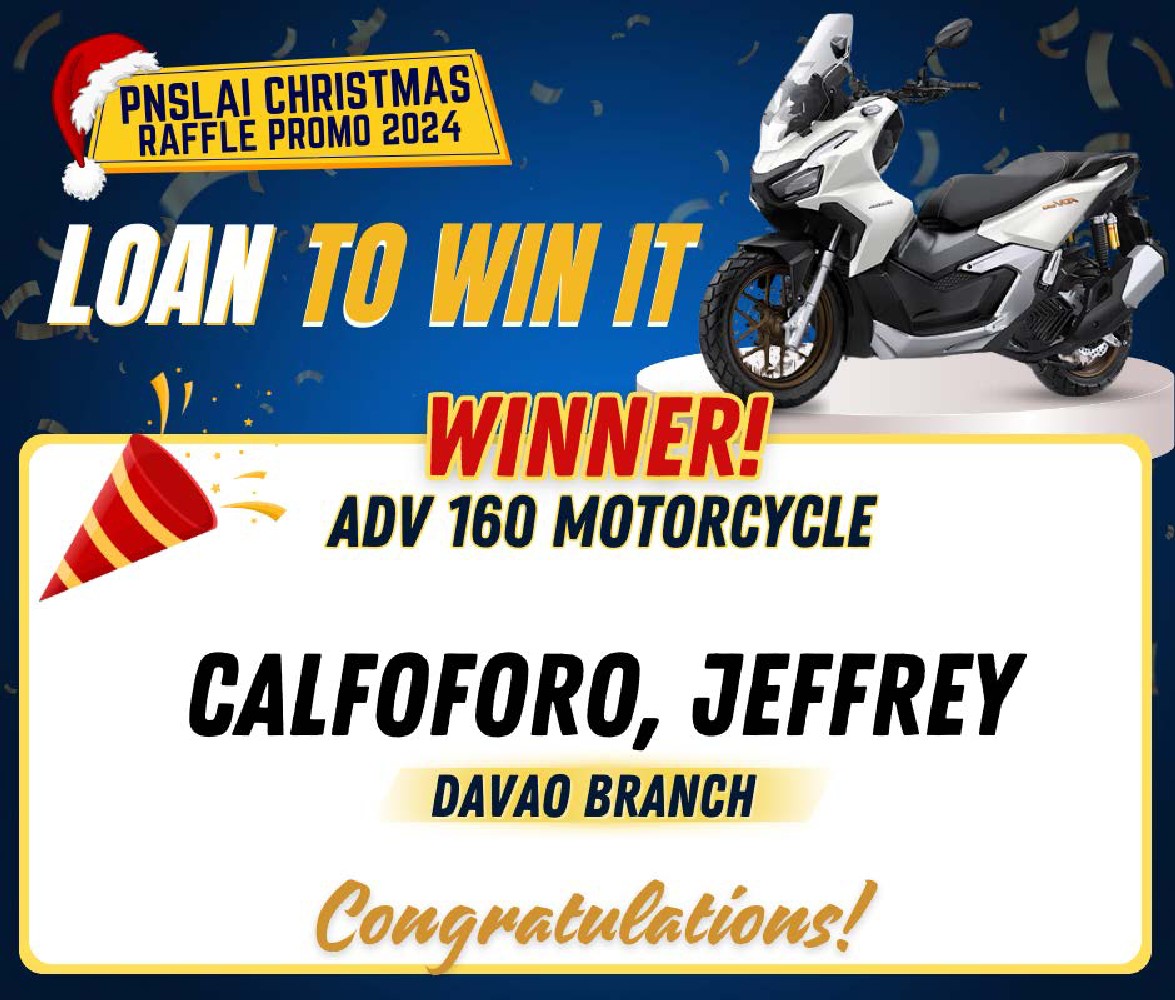 PNSLAI CHRISTMAS
RAFFLE PROMO 2024
LOAN TO WIN IT
WINNER!
ADV 160 MOTORCYCLE
CALFOFORO, JEFFREY
DAVAO BRANCH
Congratulations!